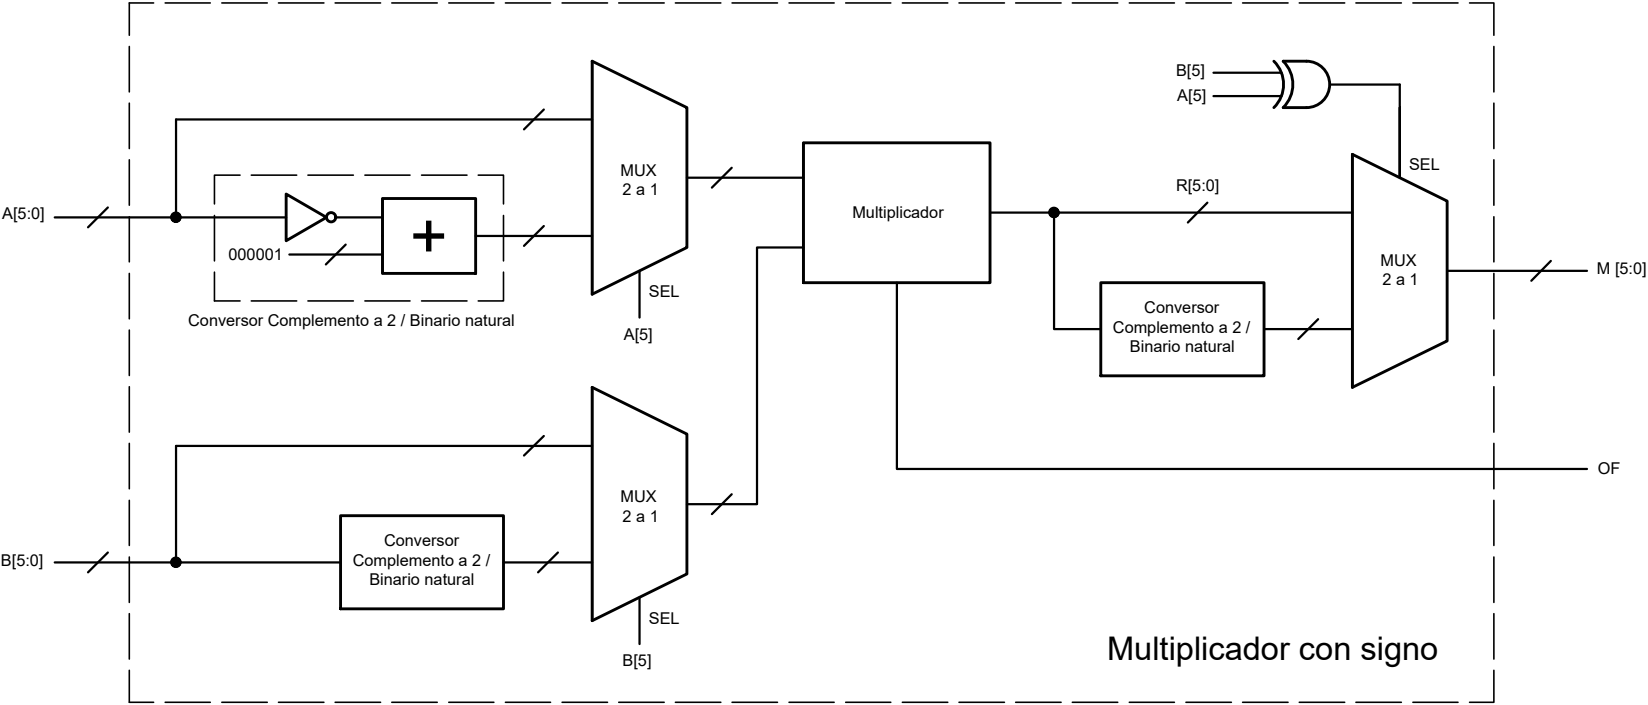 B[5]
A[5]
MUX
2 a 1
SEL
A[5:0]
000001
+
Conversor Complemento a 2 / Binario natural
SEL
A[5]
Multiplicador
R[5:0]
MUX
2 a 1
M [5:0]
Conversor
Complemento a 2 /
Binario natural
OF
MUX
2 a 1
B[5:0]
Conversor
Complemento a 2 /
Binario natural
SEL
B[5]
Multiplicador con signo